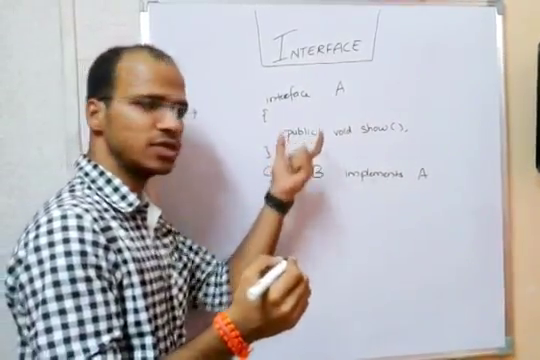 INTERFACE
interface A
{
public void show();
}
B implements A